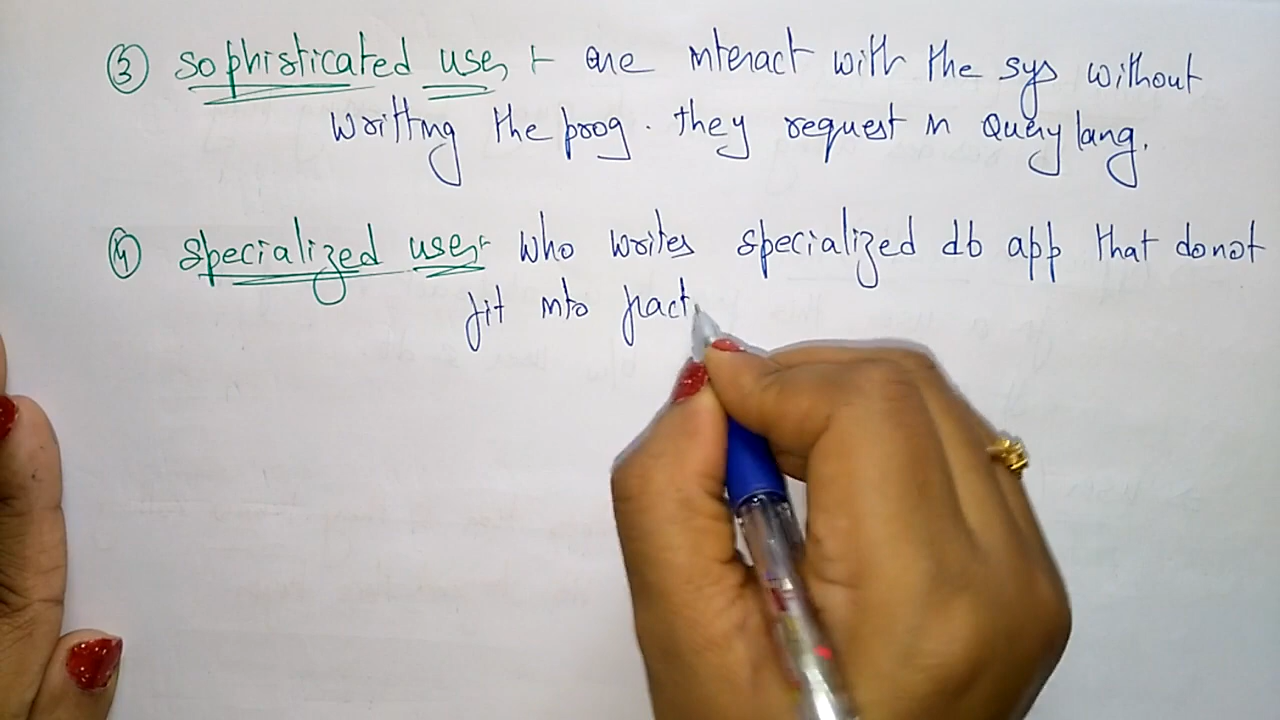 ③ sophisticated user :- are interact with the sys without
writting the prog. they request in Query lang.
④ specialized user :- who writes specialized db app that donot
fit into fract